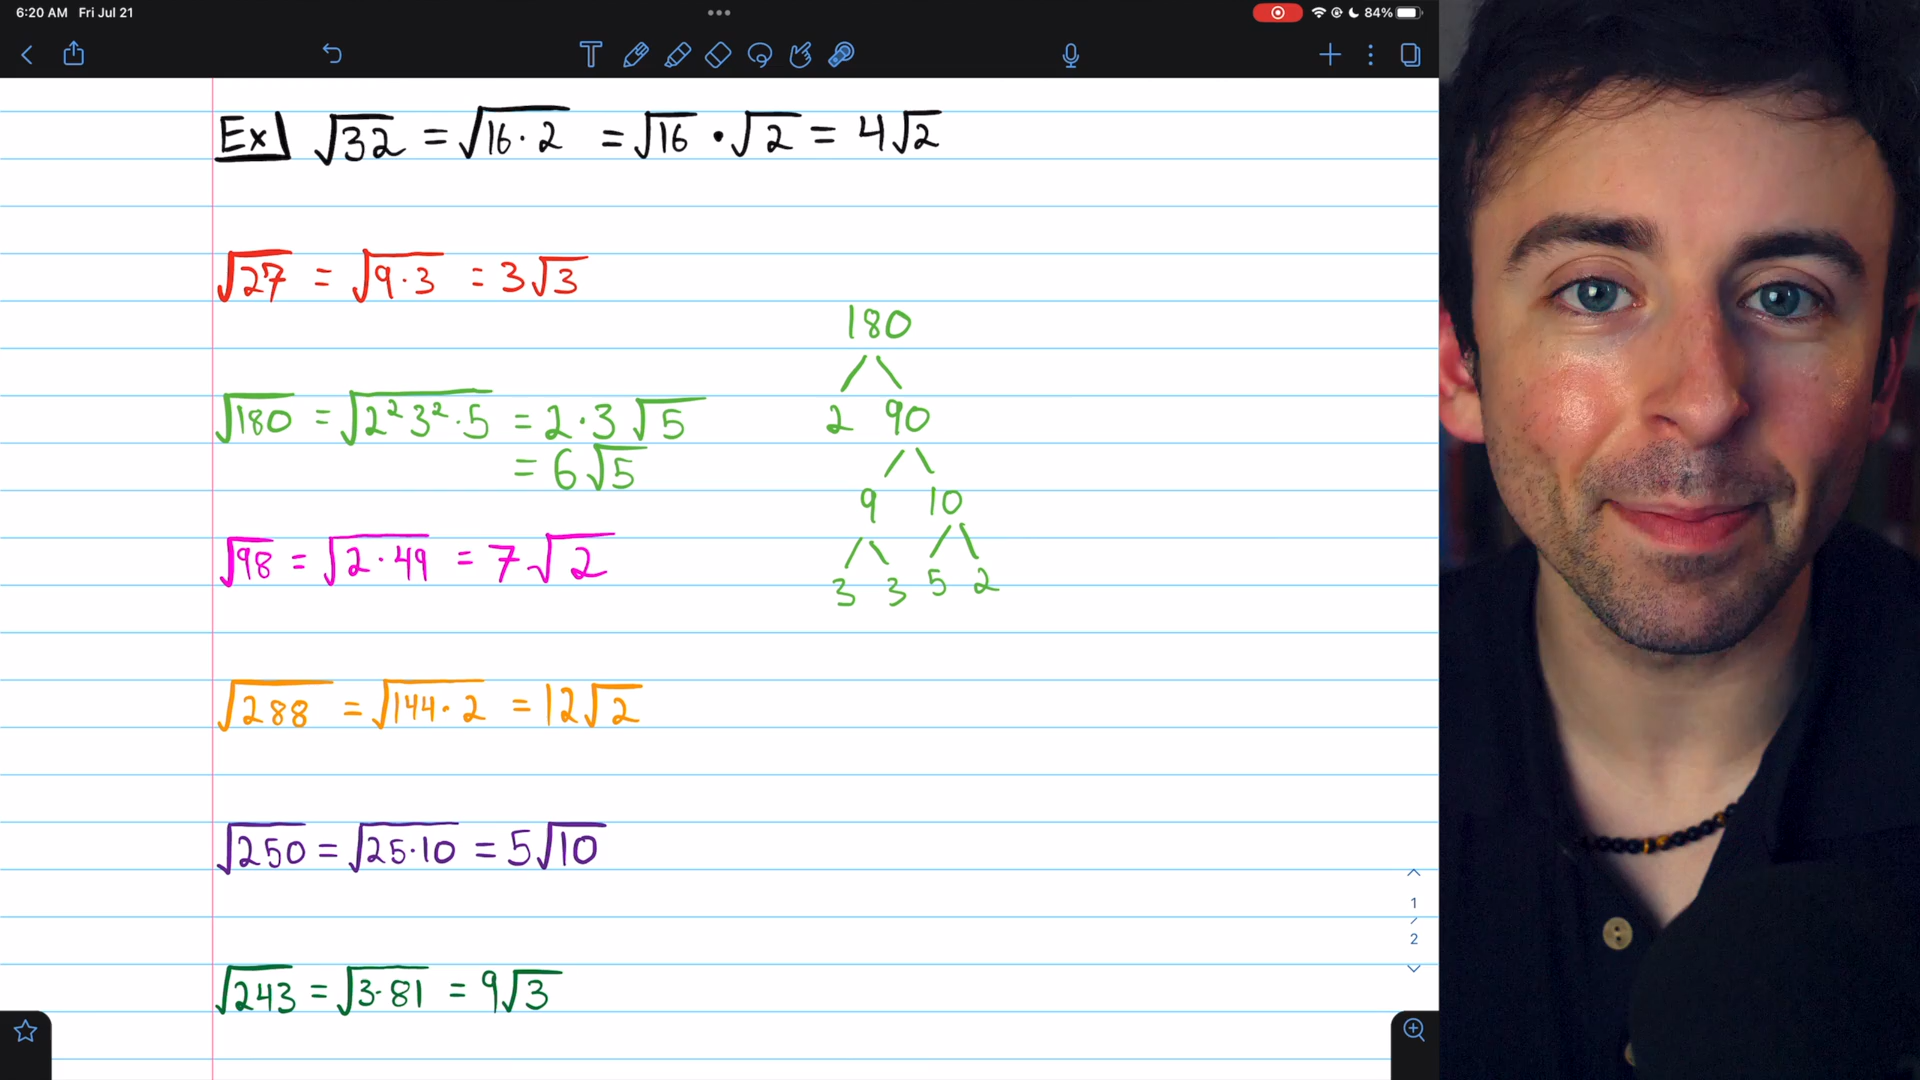 6:20 AM Fri Jul 21
84%
Ex) √32 = √16·2 = √16 · √2 = 4√2
√27 = √9·3 = 3√3
180
2 90
√180 = √2²3²·5 = 2·3√5
= 6√5
9 10
3 3 5 2
√98 = √2·49 = 7√2
√288 = √144·2 = 12√2
√250 = √25·10 = 5√10
1
/
2
√243 = √3·81 = 9√3